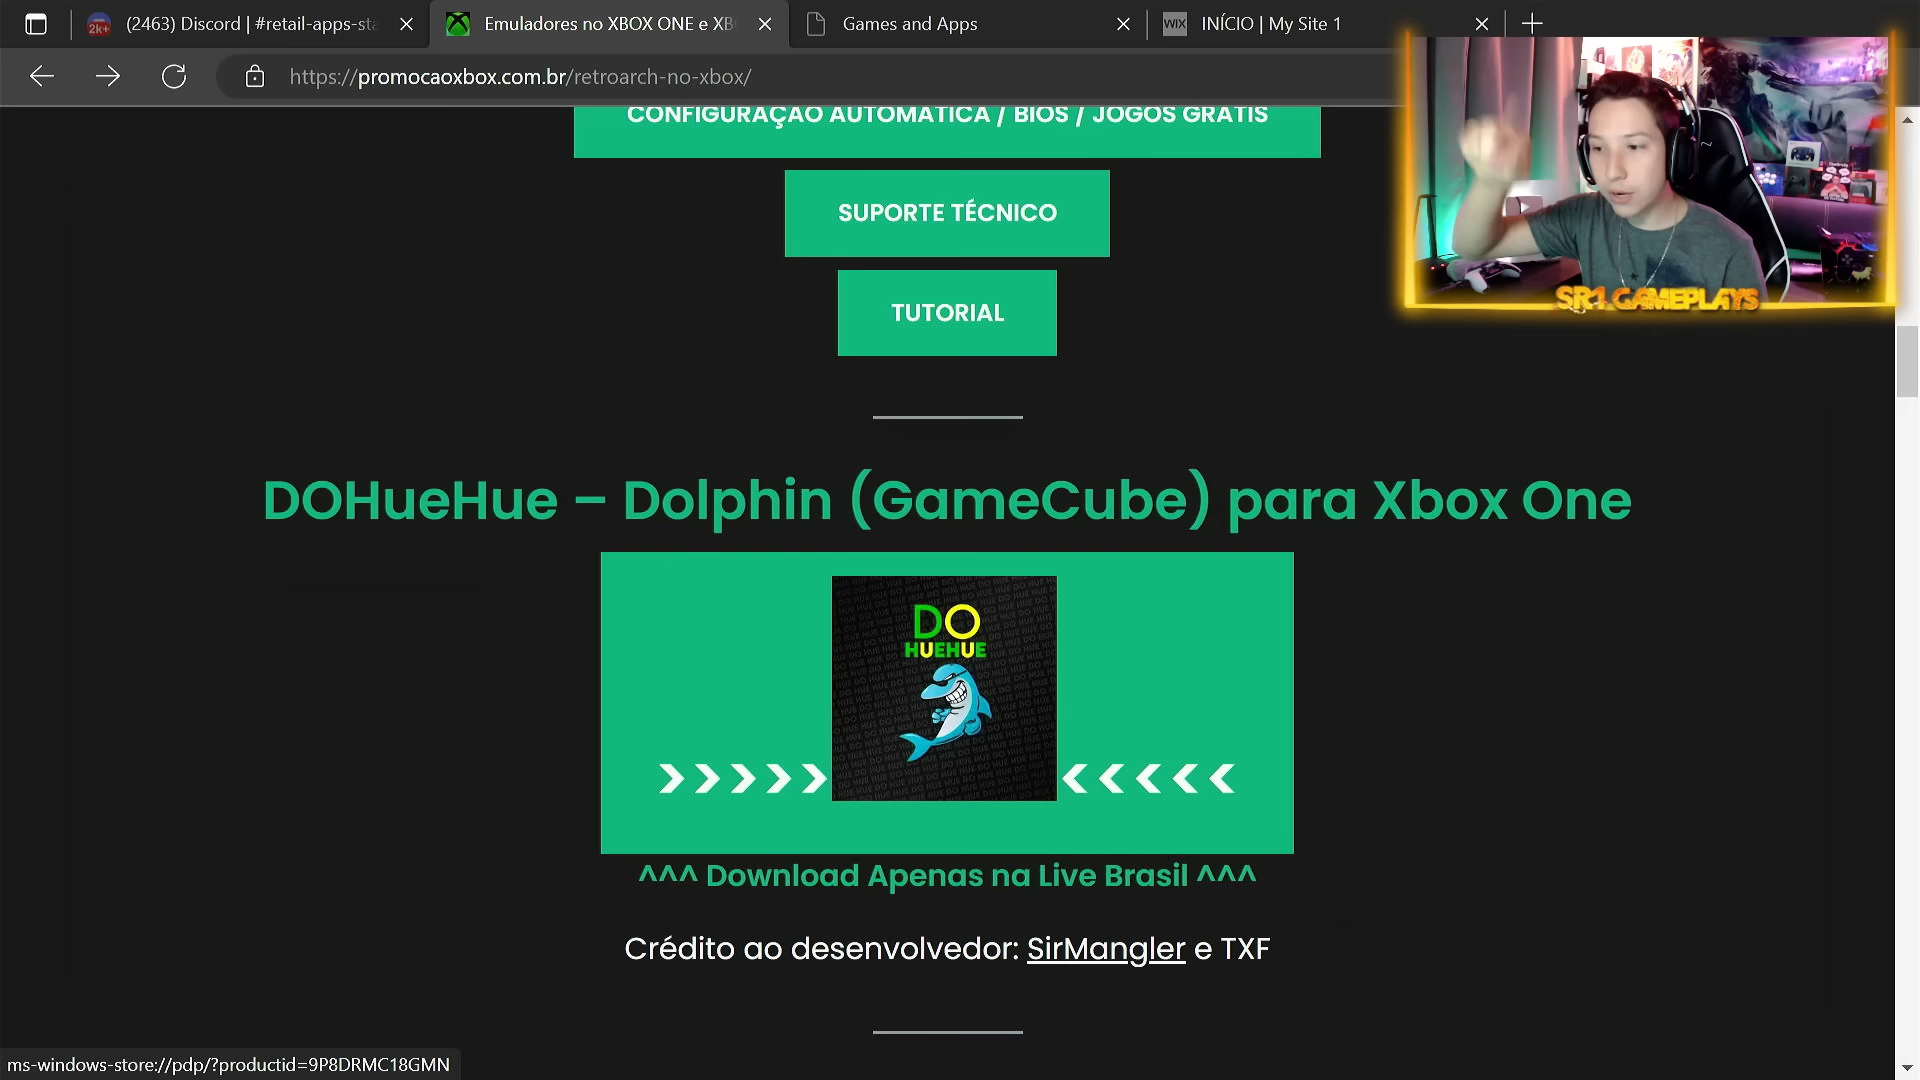 (2463) Discord | #retail-apps-sta
Emuladores no XBOX ONE e XB
Games and Apps
WIX
INÍCIO | My Site 1
2k+
https://promocaoxbox.com.br/retroarch-no-xbox/
CONFIGURAÇÃO AUTOMÁTICA / BIOS / JOGOS GRÁTIS
SUPORTE TÉCNICO
TUTORIAL
SR1 GAMEPLAYS
DOHueHue – Dolphin (GameCube) para Xbox One
DO
HUEHUE
^^^ Download Apenas na Live Brasil ^^^
Crédito ao desenvolvedor: SirMangler e TXF
ms-windows-store://pdp/?productid=9P8DRMC18GMN